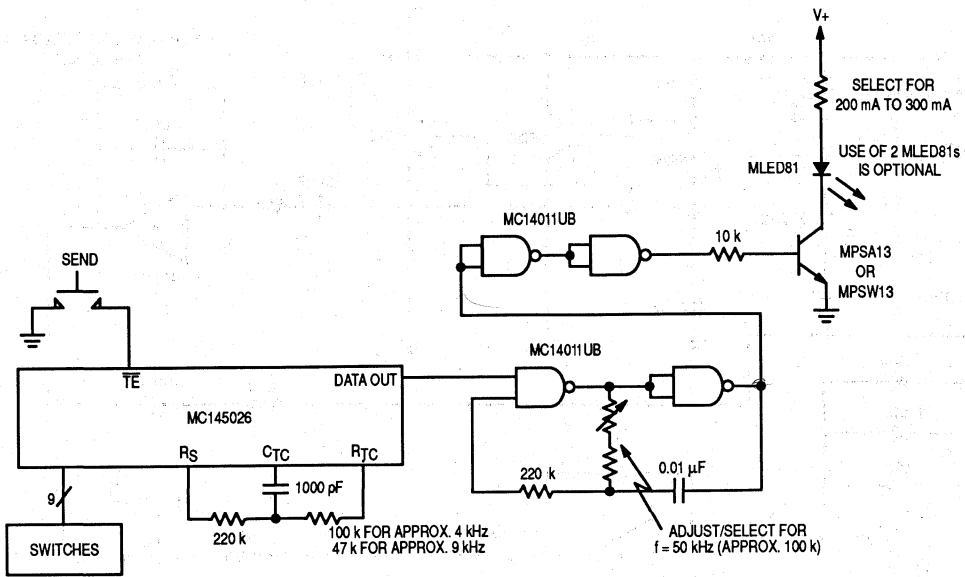 V+
SELECT FOR
200 mA TO 300 mA
USE OF 2 MLED81s
IS OPTIONAL
MLED81
MC14011UB
10 k
MPSA13
OR
MPSW13
SEND
TE
DATA OUT
MC14011UB
MC145026
RS
CTC
RTC
9
1000 pF
220 k
0.01 μF
220 k
100 k FOR APPROX. 4 kHz
47 k FOR APPROX. 9 kHz
ADJUST/SELECT FOR
f = 50 kHz (APPROX. 100 k)
SWITCHES